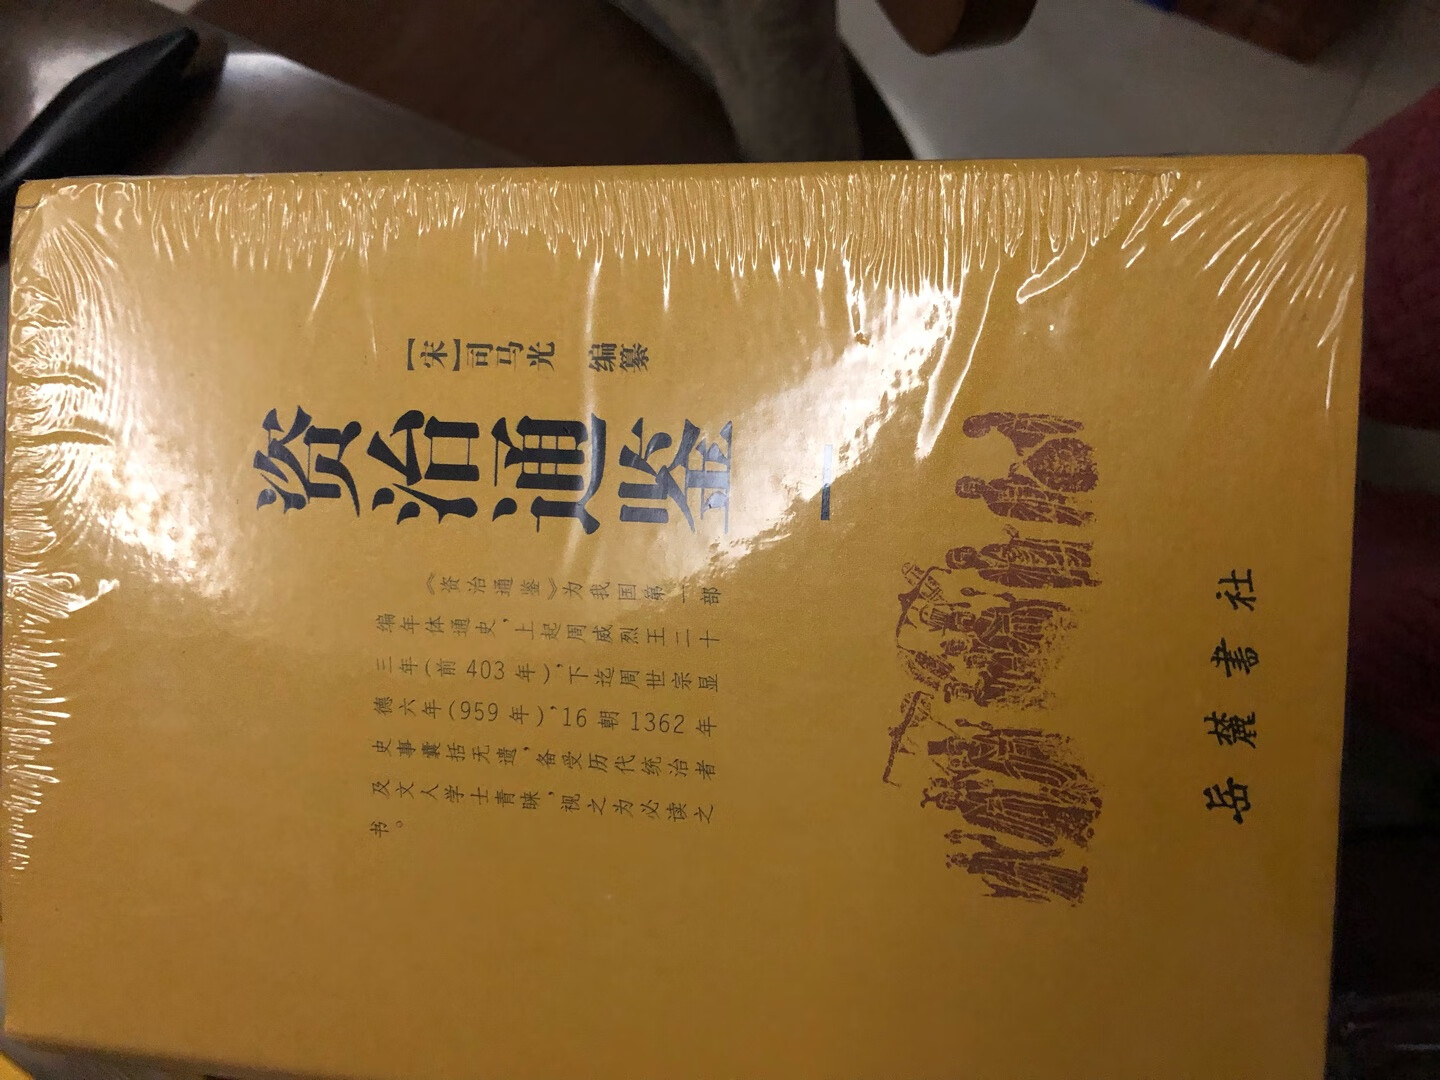 资治通鉴
一
[宋]司马光 编纂
《资治通鉴》为我国第一部
编年体通史，上起周威烈王二十
三年(前403年)，下迄周世宗显
德六年(959年)，16朝1362年
史事囊括无遗，备受历代统治者
及文人学士青睐，视之为必读之
书。
岳麓書社